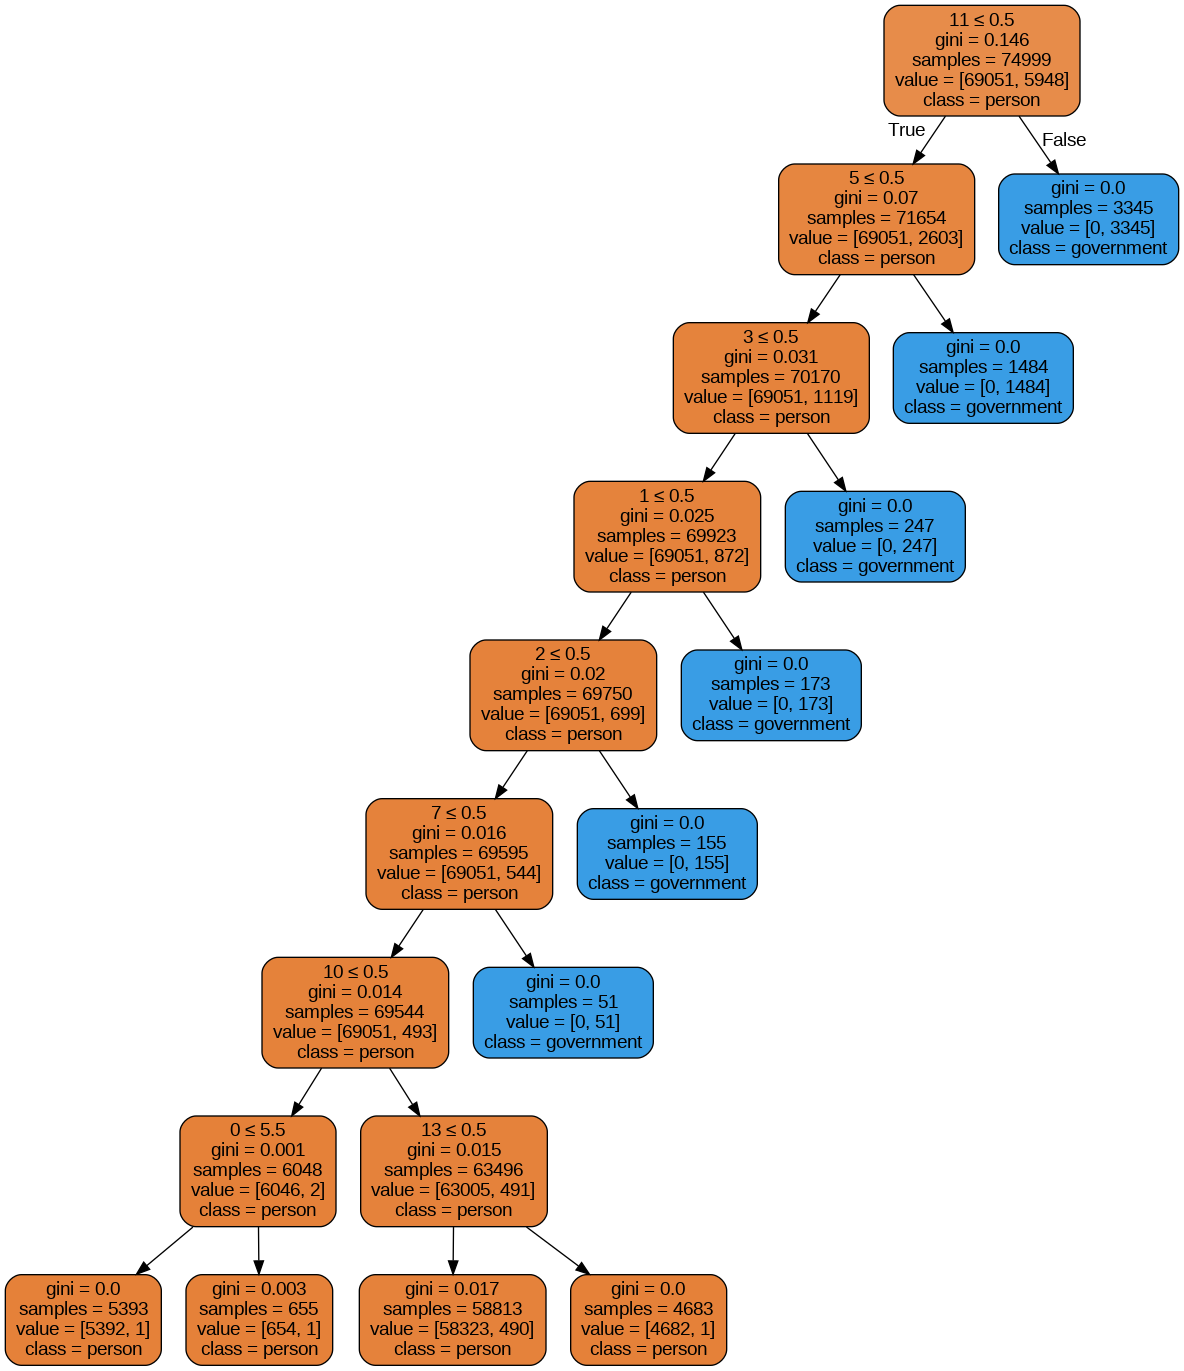 11 ≤ 0.5
gini = 0.146
samples = 74999
value = [69051, 5948]
class = person
True
False
5 ≤ 0.5
gini = 0.07
samples = 71654
value = [69051, 2603]
class = person
gini = 0.0
samples = 3345
value = [0, 3345]
class = government
3 ≤ 0.5
gini = 0.031
samples = 70170
value = [69051, 1119]
class = person
gini = 0.0
samples = 1484
value = [0, 1484]
class = government
1 ≤ 0.5
gini = 0.025
samples = 69923
value = [69051, 872]
class = person
gini = 0.0
samples = 247
value = [0, 247]
class = government
2 ≤ 0.5
gini = 0.02
samples = 69750
value = [69051, 699]
class = person
gini = 0.0
samples = 173
value = [0, 173]
class = government
7 ≤ 0.5
gini = 0.016
samples = 69595
value = [69051, 544]
class = person
gini = 0.0
samples = 155
value = [0, 155]
class = government
10 ≤ 0.5
gini = 0.014
samples = 69544
value = [69051, 493]
class = person
gini = 0.0
samples = 51
value = [0, 51]
class = government
0 ≤ 5.5
gini = 0.001
samples = 6048
value = [6046, 2]
class = person
13 ≤ 0.5
gini = 0.015
samples = 63496
value = [63005, 491]
class = person
gini = 0.0
samples = 5393
value = [5392, 1]
class = person
gini = 0.003
samples = 655
value = [654, 1]
class = person
gini = 0.017
samples = 58813
value = [58323, 490]
class = person
gini = 0.0
samples = 4683
value = [4682, 1]
class = person